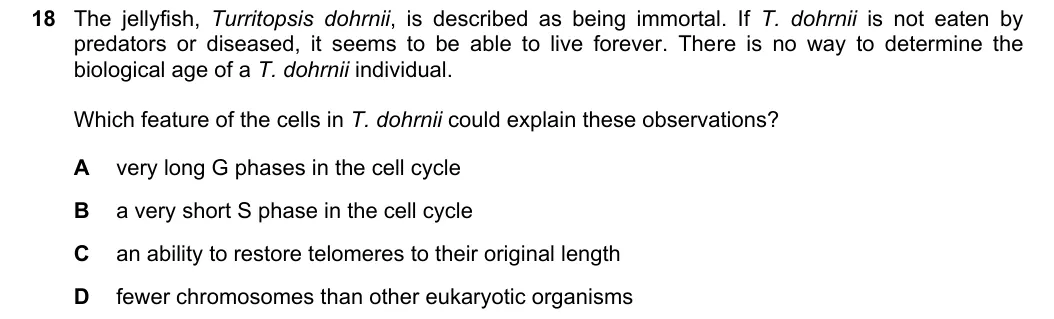 18 The jellyfish, Turritopsis dohrnii, is described as being immortal. If T. dohrnii is not eaten by
predators or diseased, it seems to be able to live forever. There is no way to determine the
biological age of a T. dohrnii individual.
Which feature of the cells in T. dohrnii could explain these observations?
A very long G phases in the cell cycle
B a very short S phase in the cell cycle
C an ability to restore telomeres to their original length
D fewer chromosomes than other eukaryotic organisms